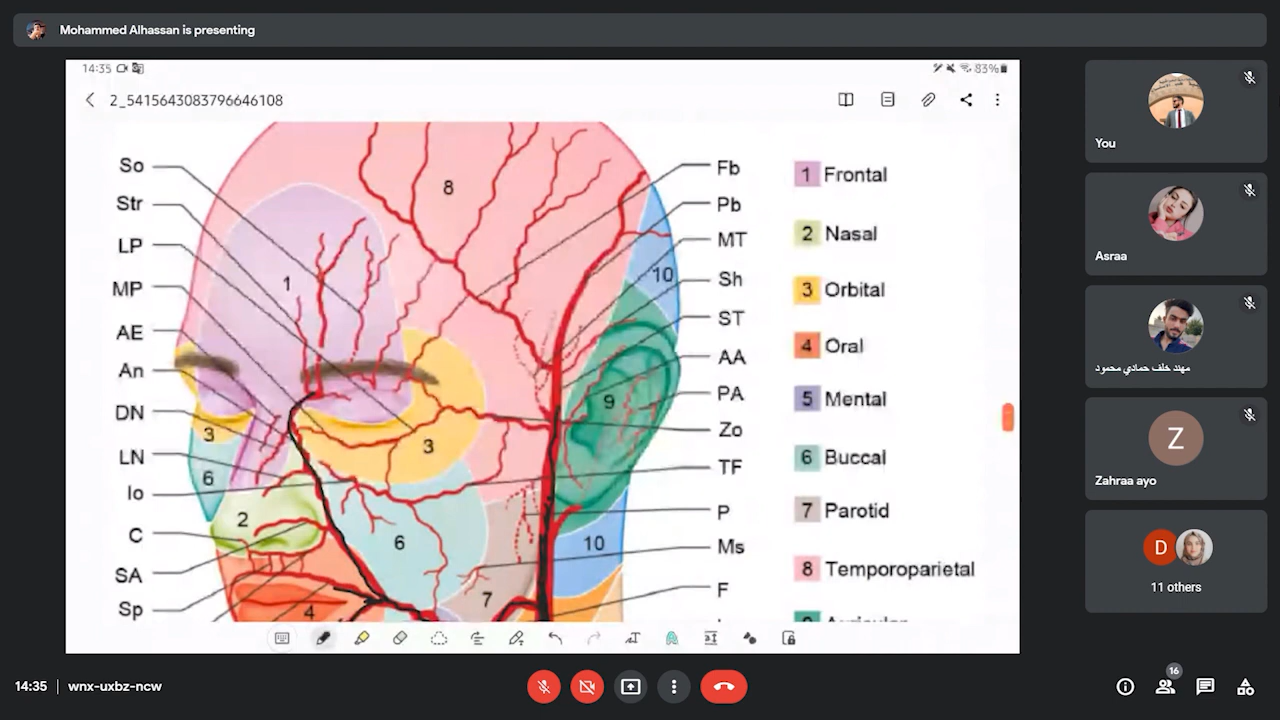 Mohammed Alhassan is presenting
14:35
83%
2_5415643083796646108
So
Str
LP
MP
AE
An
DN
LN
Io
C
SA
Sp
8
1
10
3
6
2
4
3
6
7
9
10
Fb
Pb
MT
Sh
ST
AA
PA
Zo
TF
P
Ms
F
1 Frontal
2 Nasal
3 Orbital
4 Oral
5 Mental
6 Buccal
7 Parotid
8 Temporoparietal
You
Asraa
مهند خلف حمادي محمود
Z
Zahraa ayo
D
11 others
14:35 | wnx-uxbz-ncw
16